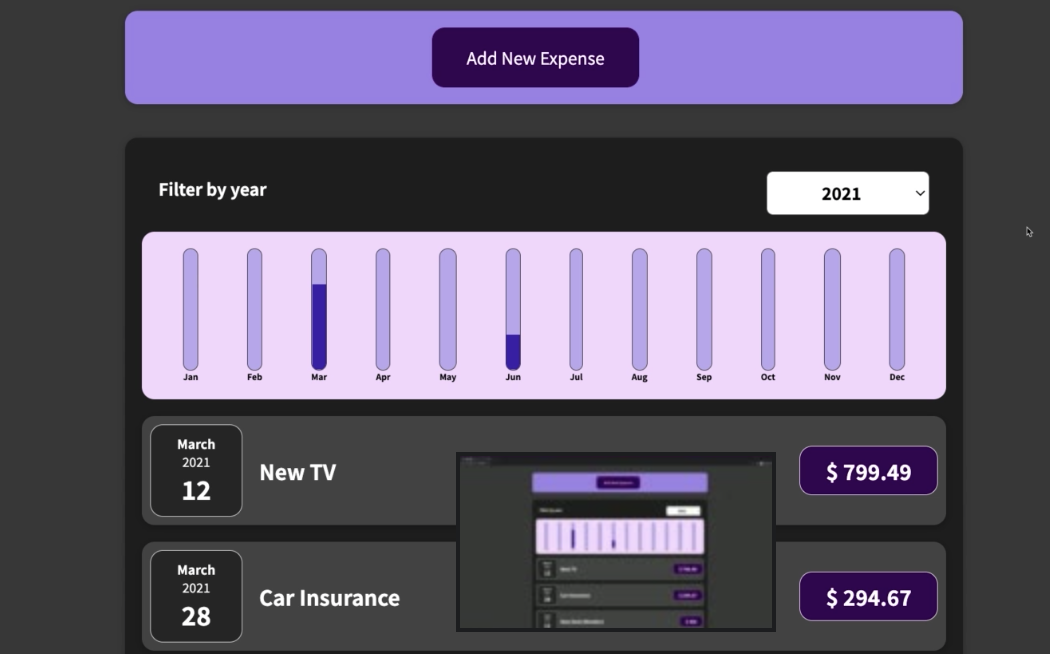 Add New Expense
Filter by year
2021
Jan Feb Mar Apr May Jun Jul Aug Sep Oct Nov Dec
March
2021
12
New TV
$ 799.49
March
2021
28
Car Insurance
$ 294.67